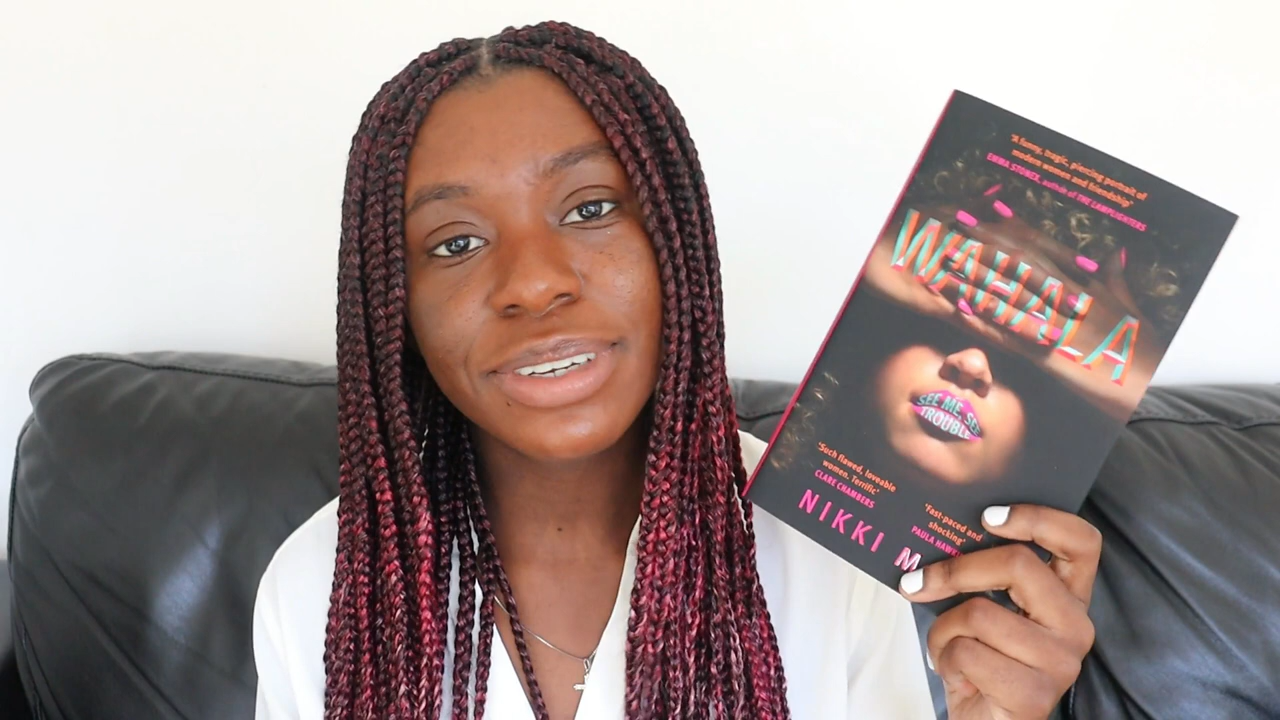 'A funny, tragic, piercing portrait of
modern women and friendship'
EMMA STONEX, author of THE LAMPLIGHTERS
WAHALA
SEE ME, SEE
TROUBLE
'Such flawed, loveable
women. Terrific'
CLARE CHAMBERS
'Fast-paced and
shocking'
PAULA
NIKKI